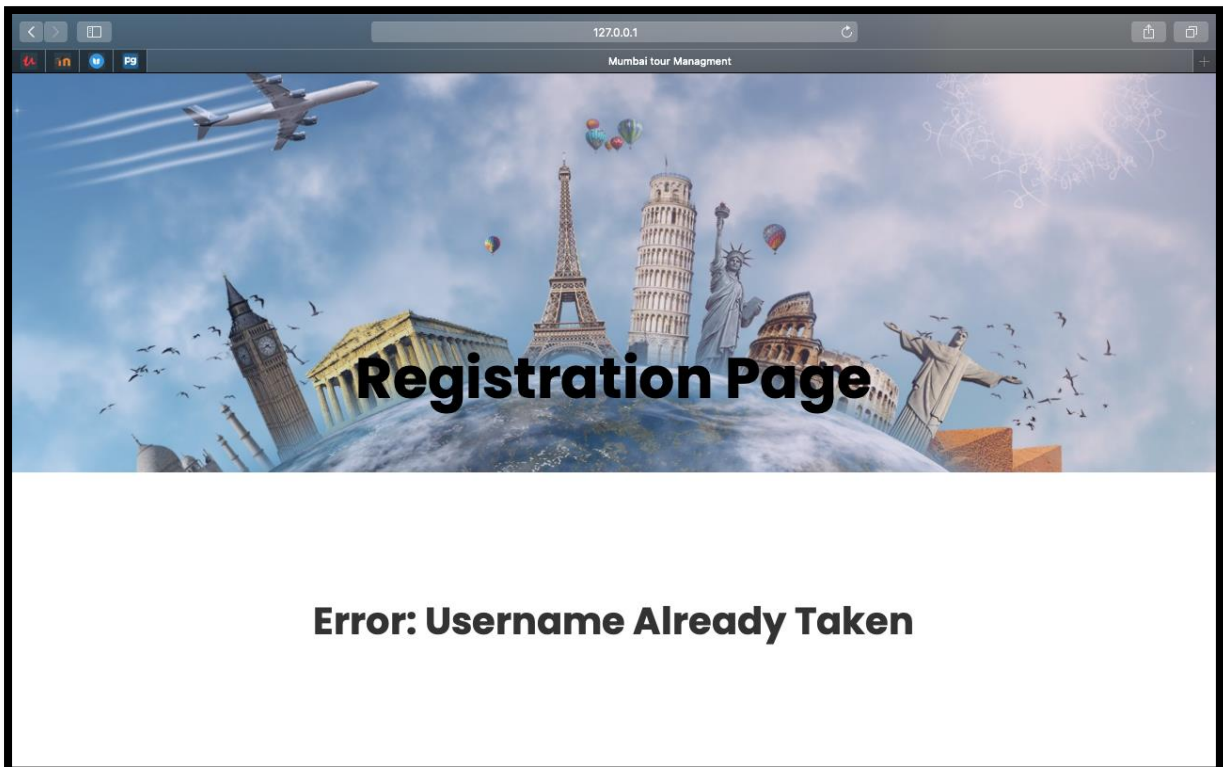 127.0.0.1
Mumbai tour Managment
Registration Page
Error: Username Already Taken